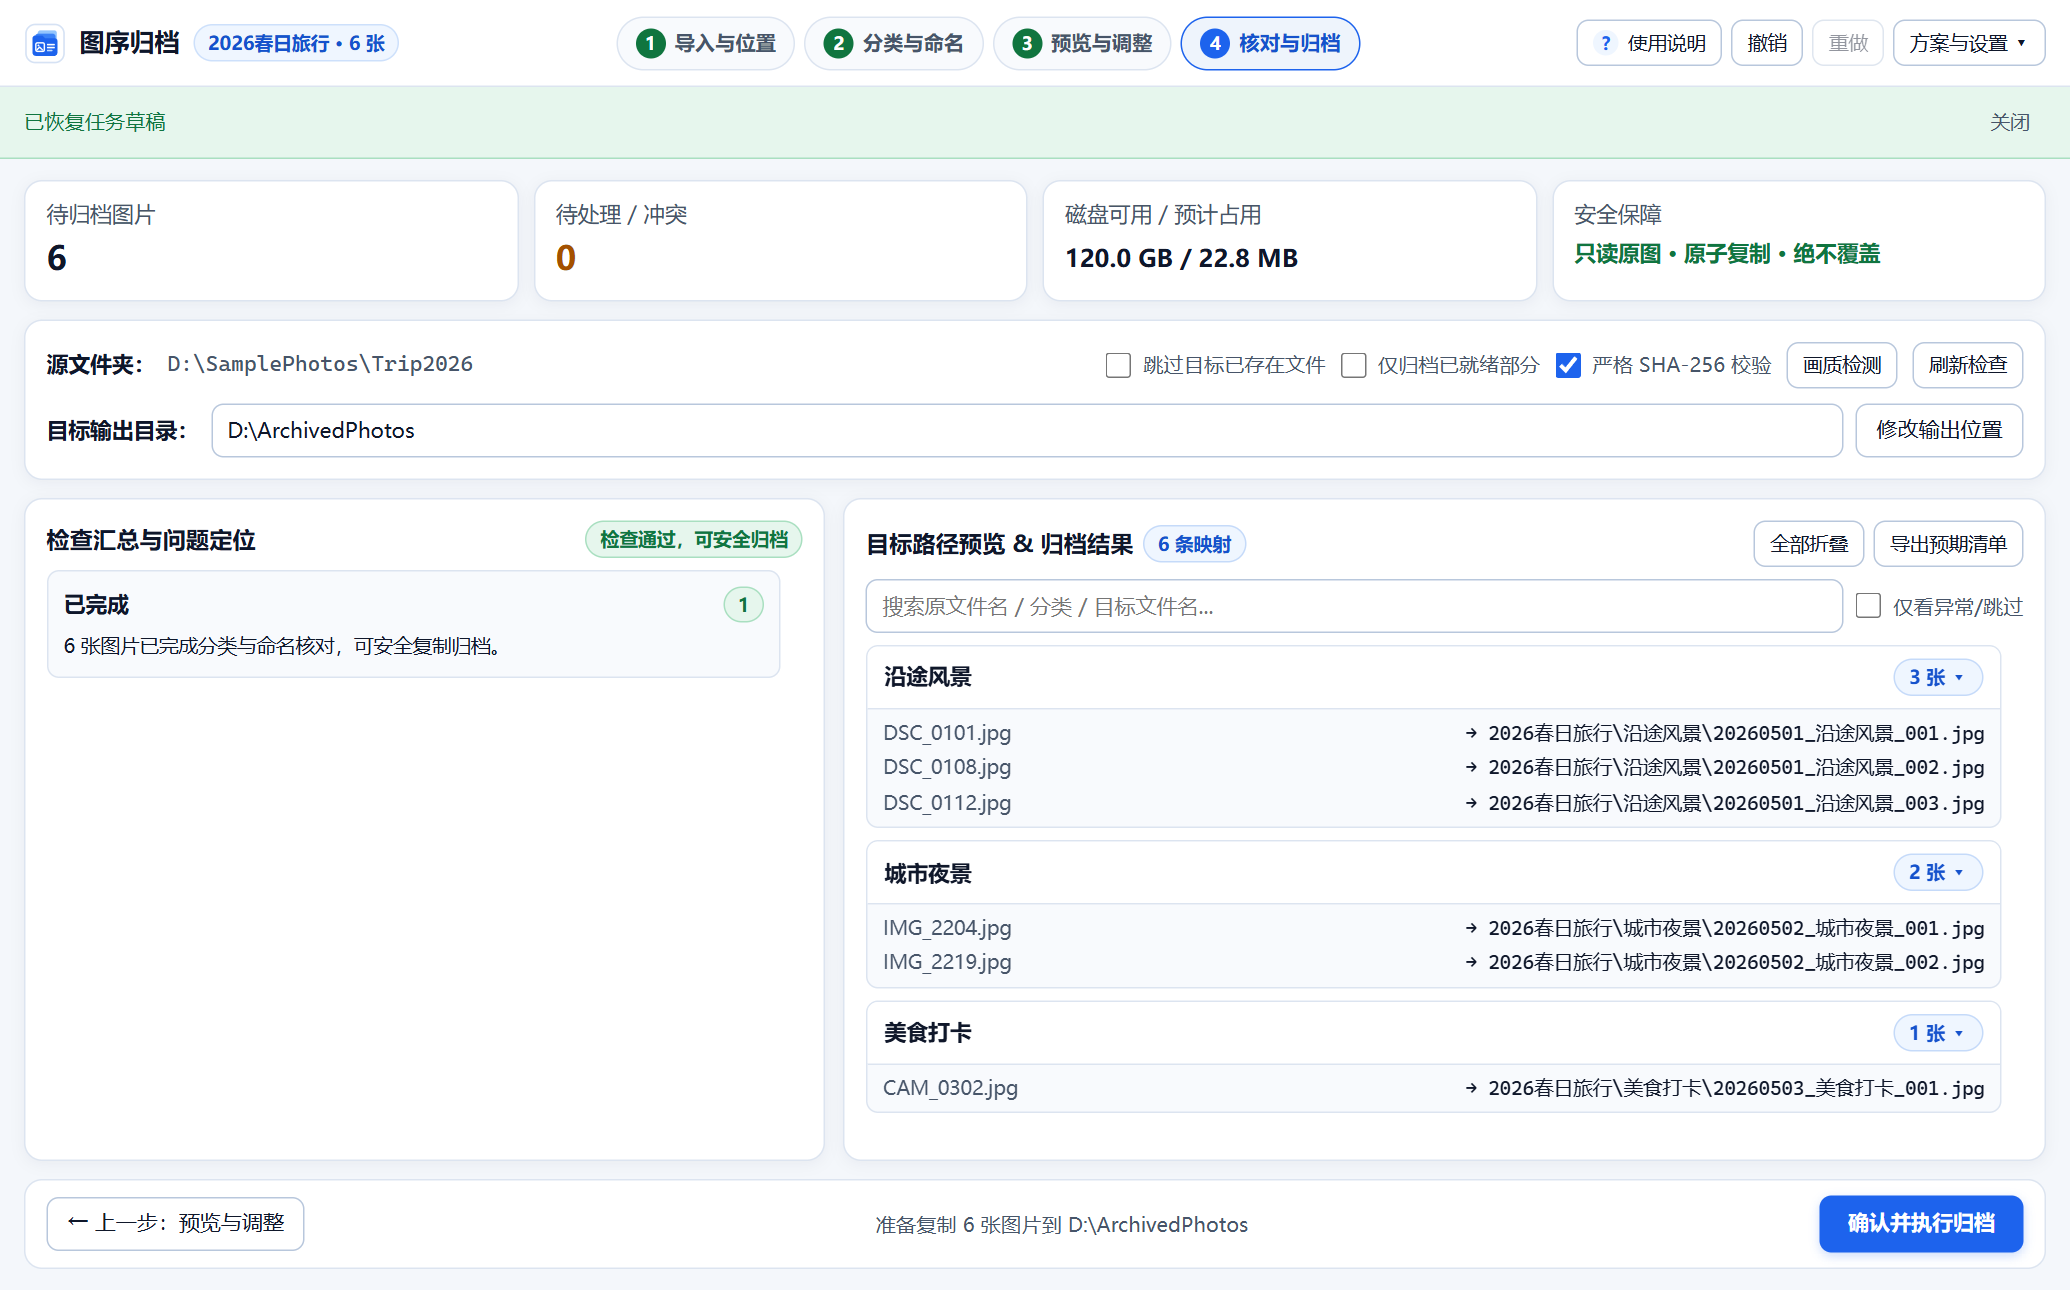 图序归档 2026春日旅行 • 6 张 1 导入与位置 2 分类与命名 3 预览与调整 4 核对与归档 ? 使用说明 撤销 重做 方案与设置 ▾
已恢复任务草稿 关闭
待归档图片 待处理 / 冲突 磁盘可用 / 预计占用 安全保障
6 0 120.0 GB / 22.8 MB 只读原图 • 原子复制 • 绝不覆盖
源文件夹： D:\SamplePhotos\Trip2026 跳过目标已存在文件 仅归档已就绪部分 严格 SHA-256 校验 画质检测 刷新检查
目标输出目录： D:\ArchivedPhotos 修改输出位置
检查汇总与问题定位 检查通过，可安全归档
已完成 1
6 张图片已完成分类与命名核对，可安全复制归档。
目标路径预览 & 归档结果 6 条映射 全部折叠 导出预期清单
搜索原文件名 / 分类 / 目标文件名... 仅看异常/跳过
沿途风景 3 张 ▾
DSC_0101.jpg → 2026春日旅行\沿途风景\20260501_沿途风景_001.jpg
DSC_0108.jpg → 2026春日旅行\沿途风景\20260501_沿途风景_002.jpg
DSC_0112.jpg → 2026春日旅行\沿途风景\20260501_沿途风景_003.jpg
城市夜景 2 张 ▾
IMG_2204.jpg → 2026春日旅行\城市夜景\20260502_城市夜景_001.jpg
IMG_2219.jpg → 2026春日旅行\城市夜景\20260502_城市夜景_002.jpg
美食打卡 1 张 ▾
CAM_0302.jpg → 2026春日旅行\美食打卡\20260503_美食打卡_001.jpg
← 上一步：预览与调整 准备复制 6 张图片到 D:\ArchivedPhotos 确认并执行归档